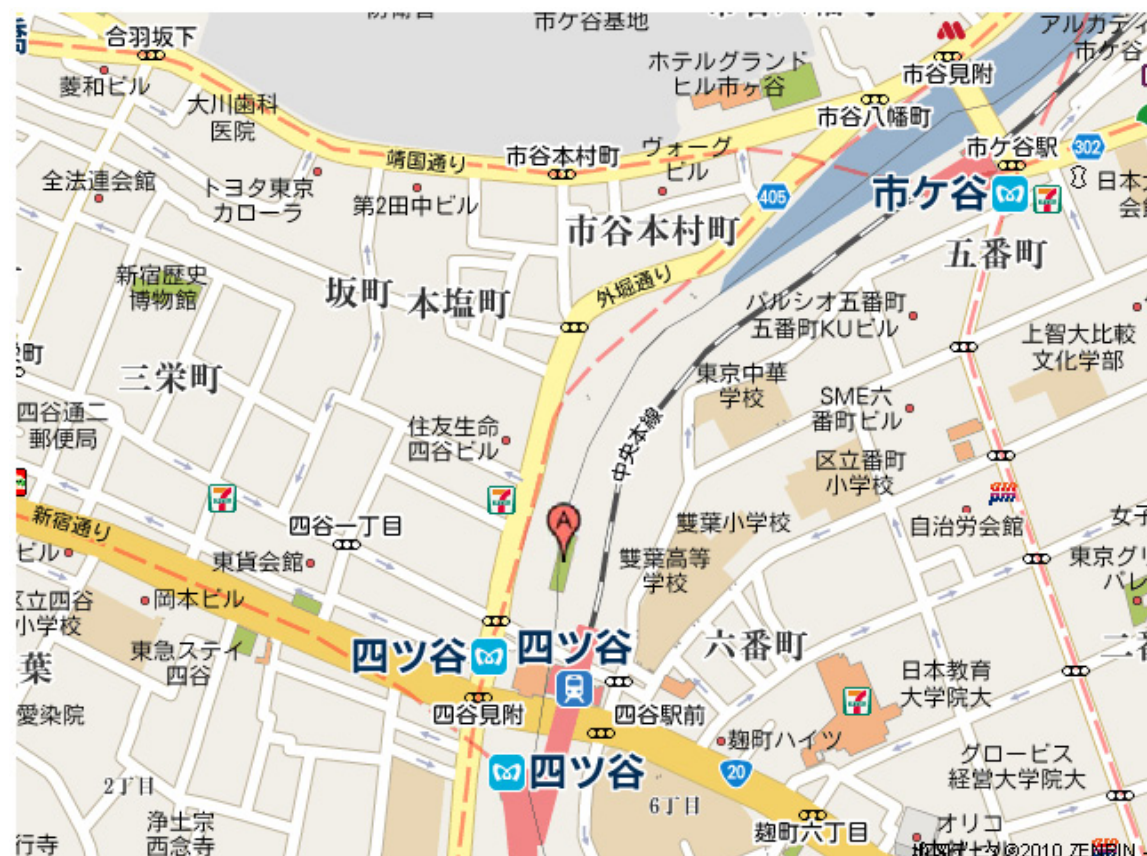 市ケ谷基地
アルカディ
市ケ谷
合羽坂下
ホテルグランド
ヒル市ヶ谷
市谷見附
菱和ビル
大川歯科
医院
市谷八幡町
靖国通り
市谷本村町
ヴォーグ
ビル
市ケ谷駅
302
全法連会館
トヨタ東京
カローラ
第2田中ビル
405
市ケ谷
日本
市谷本村町
五番町
新宿歴史
博物館
坂町
本塩町
外堀通り
パルシオ五番町
五番町KUビル
上智大比較
文化学部
三栄町
東京中華
学校
SME六
番町ビル
四谷通二
郵便局
住友生命
四谷ビル
中央本線
区立番町
小学校
新宿通り
四谷一丁目
A
雙葉小学校
自治労会館
女子
ビル
東貨会館
雙葉高等
学校
東京グリ
パレ
区立四谷
小学校
岡本ビル
東急ステイ
四谷
四ツ谷
四ツ谷
六番町
日本教育
大学院大
葉
愛染院
四谷見附
四谷駅前
麹町ハイツ
四ツ谷
20
グロービス
経営大学院大
2丁目
6丁目
浄土宗
西念寺
麹町六丁目
オリコ
行寺
©2010 ZENRIN